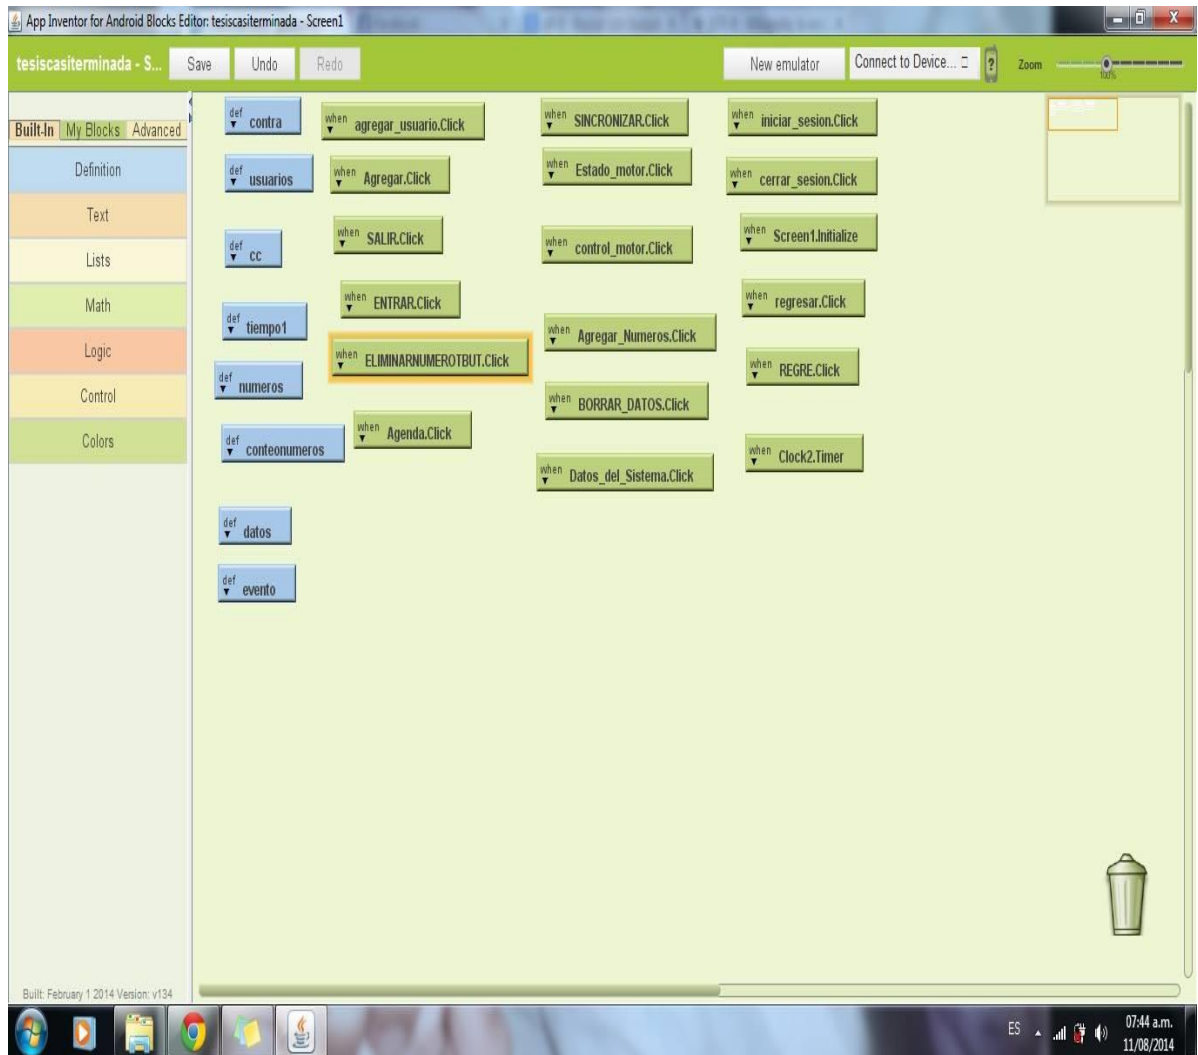 App Inventor for Android Blocks Editor: tesiscasiterminada - Screen1
tesiscasiterminada - S...
Save
Undo
Redo
New emulator
Connect to Device...
?
Zoom
100%
Built-In
My Blocks
Advanced
Definition
Text
Lists
Math
Logic
Control
Colors
def contra
def usuarios
def cc
def tiempo1
def numeros
def conteonumeros
def datos
def evento
when agregar_usuario.Click
when Agregar.Click
when SALIR.Click
when ENTRAR.Click
when ELIMINARNUMEROTBUT.Click
when Agenda.Click
when SINCRONIZAR.Click
when Estado_motor.Click
when control_motor.Click
when Agregar_Numeros.Click
when BORRAR_DATOS.Click
when Datos_del_Sistema.Click
when iniciar_sesion.Click
when cerrar_sesion.Click
when Screen1.Initialize
when regresar.Click
when REGRE.Click
when Clock2.Timer
Built: February 1 2014 Version: v134
ES
07:44 a.m.
11/08/2014